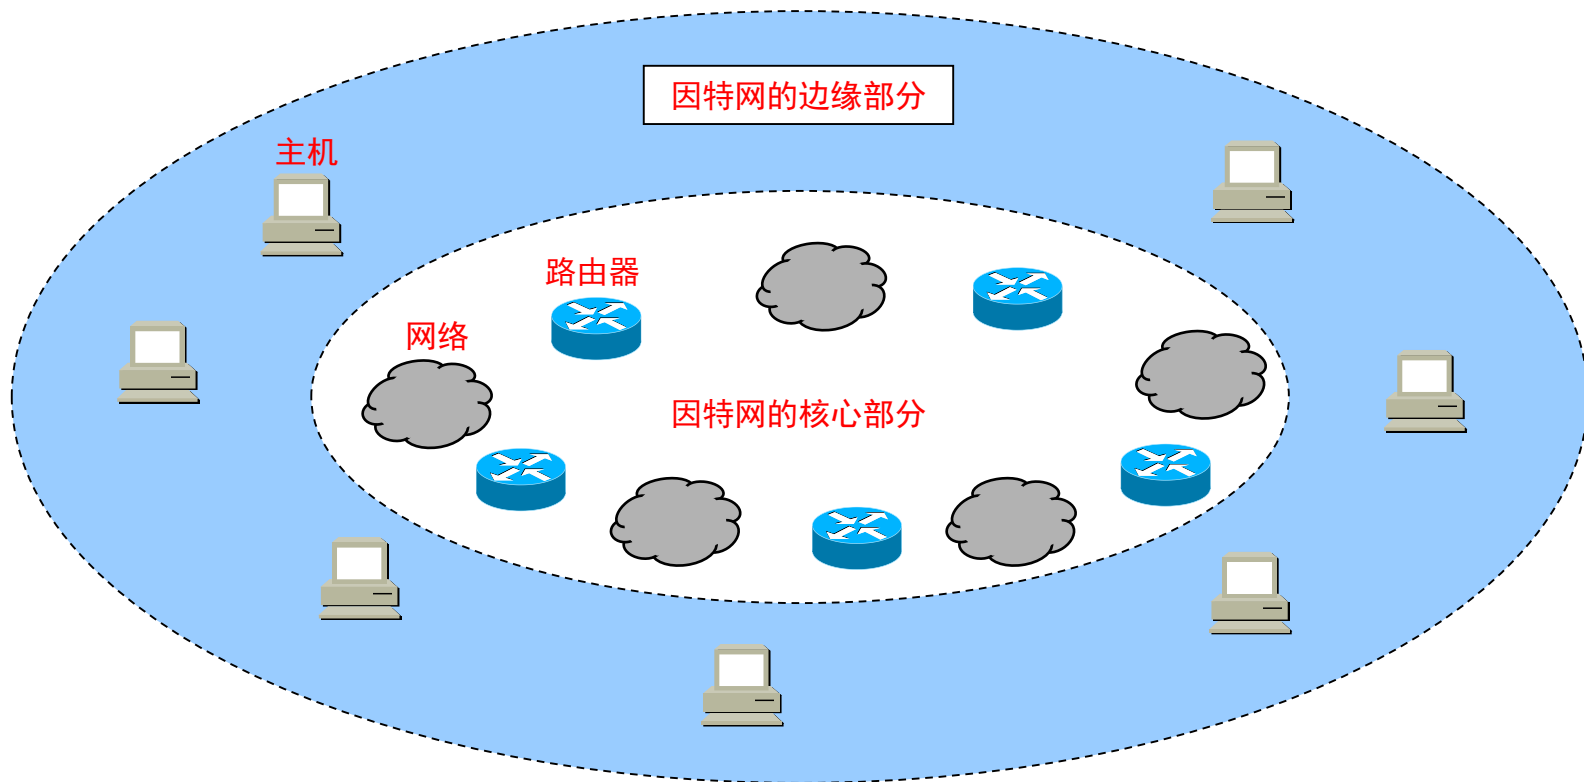 因特网的边缘部分
主机
路由器
网络
因特网的核心部分